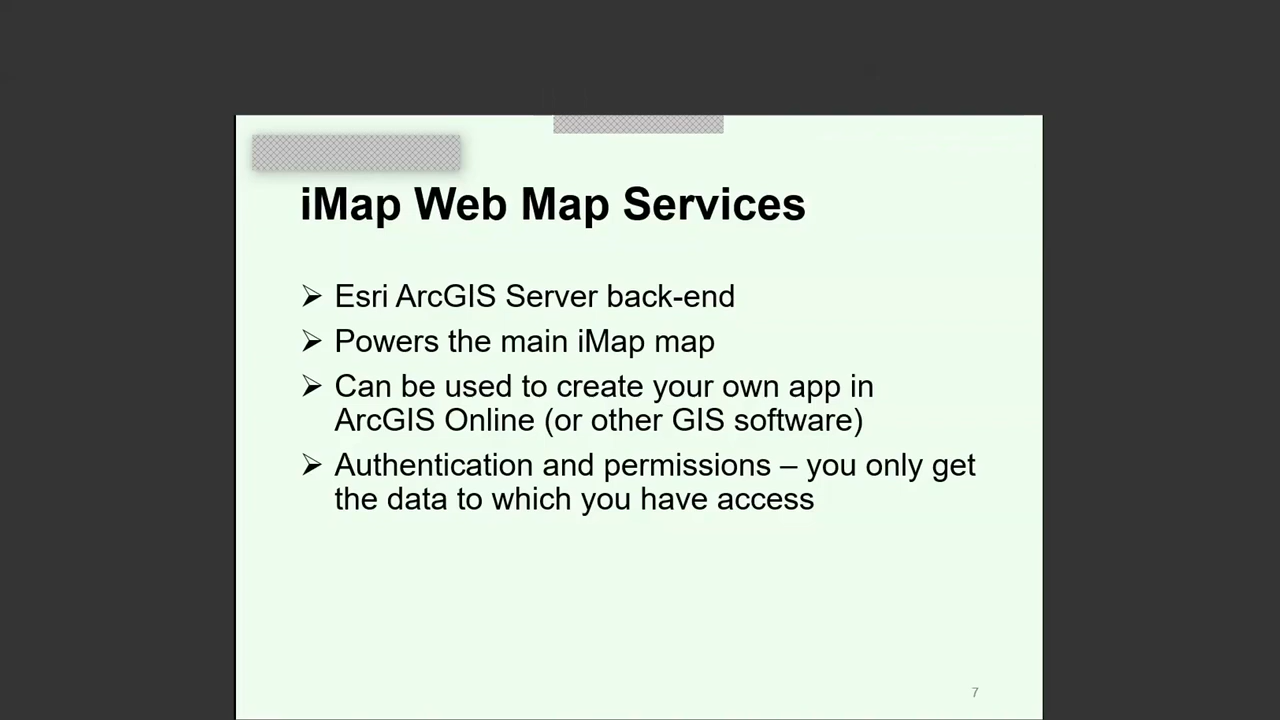 iMap Web Map Services
➢ Esri ArcGIS Server back-end
➢ Powers the main iMap map
➢ Can be used to create your own app in
ArcGIS Online (or other GIS software)
➢ Authentication and permissions – you only get
the data to which you have access
7